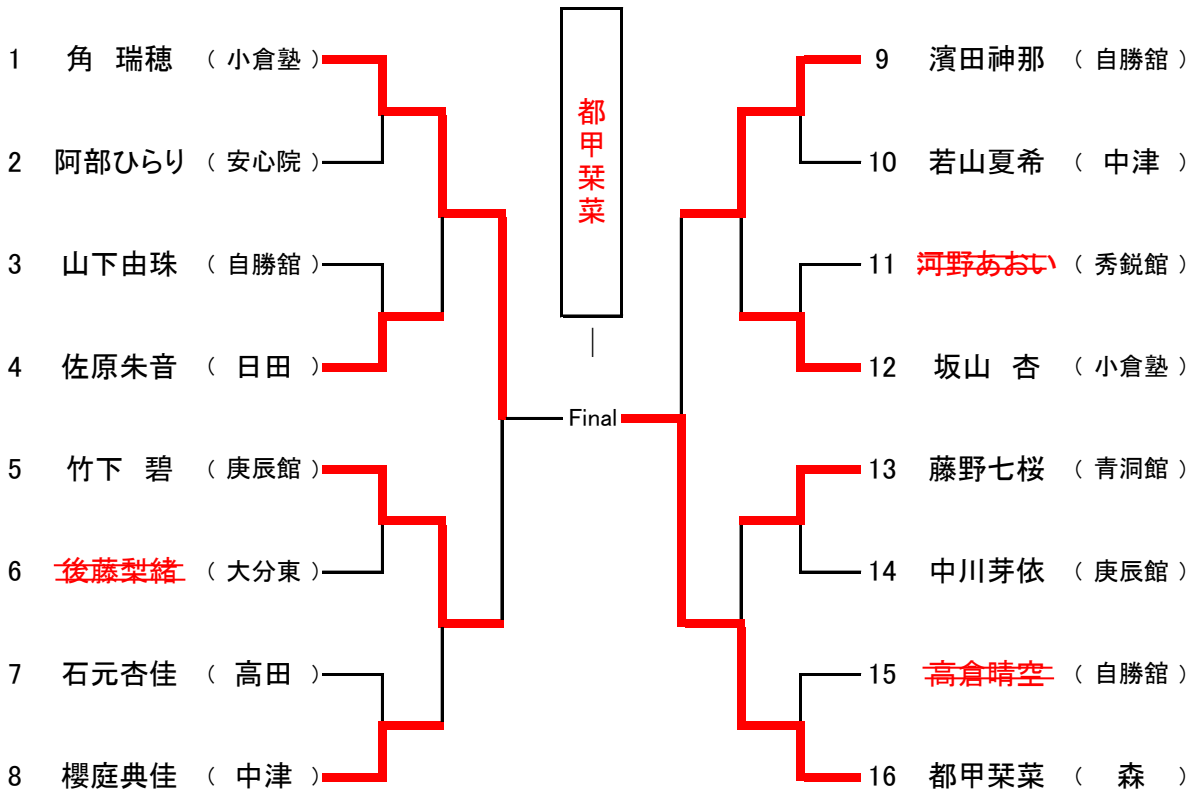 1 角 瑞穂 ( 小倉塾 )
2 阿部ひらり ( 安心院 )
3 山下由珠 ( 自勝舘 )
4 佐原朱音 ( 日田 )
5 竹下 碧 ( 庚辰館 )
6 後藤梨緒 ( 大分東 )
7 石元杏佳 ( 高田 )
8 櫻庭典佳 ( 中津 )
都甲栞菜
Final
9 濱田神那 ( 自勝舘 )
10 若山夏希 ( 中津 )
11 河野あおい ( 秀鋭館 )
12 坂山 杏 ( 小倉塾 )
13 藤野七桜 ( 青洞館 )
14 中川芽依 ( 庚辰館 )
15 高倉晴空 ( 自勝舘 )
16 都甲栞菜 ( 森 )